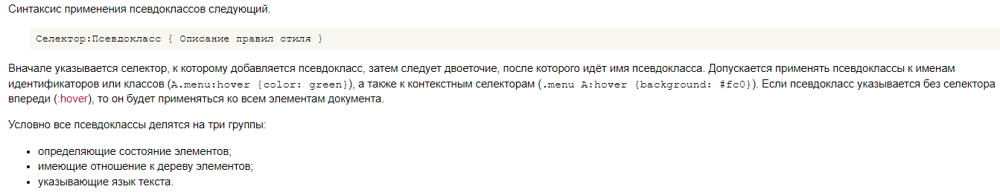 Синтаксис применения псевдоклассов следующий.
Селектор:Псевдокласс { Описание правил стиля }
Вначале указывается селектор, к которому добавляется псевдокласс, затем следует двоеточие, после которого идёт имя псевдокласса. Допускается применять псевдоклассы к именам
идентификаторов или классов (A.menu:hover {color: green}), а также к контекстным селекторам (.menu A:hover {background: #fc0}). Если псевдокласс указывается без селектора
впереди (:hover), то он будет применяться ко всем элементам документа.
Условно все псевдоклассы делятся на три группы:
• определяющие состояние элементов;
• имеющие отношение к дереву элементов;
• указывающие язык текста.